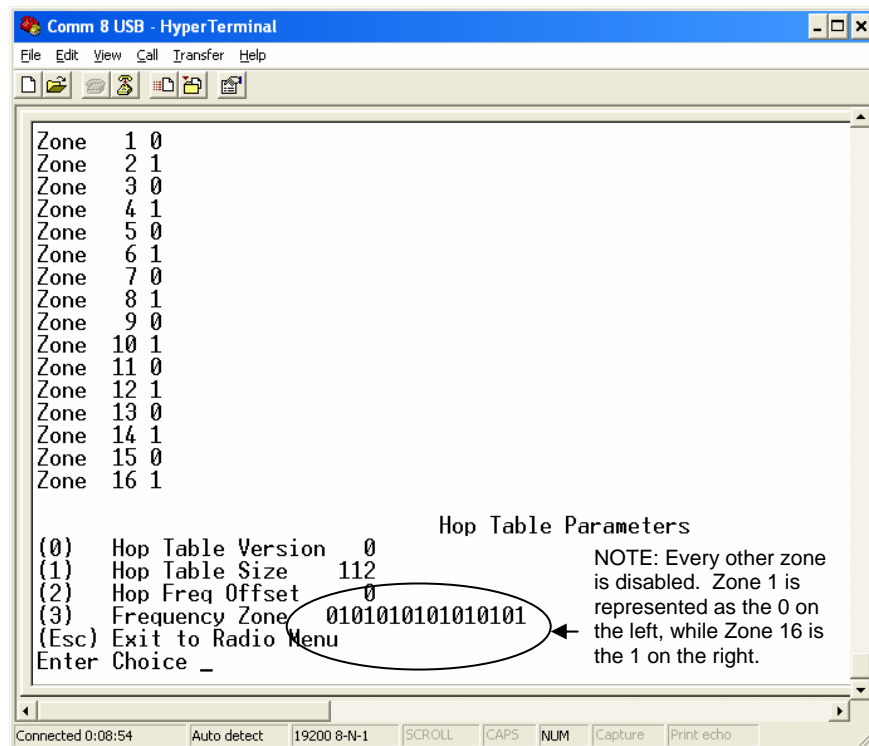 Comm 8 USB - HyperTerminal
File Edit View Call Transfer Help
Zone 1 0
Zone 2 1
Zone 3 0
Zone 4 1
Zone 5 0
Zone 6 1
Zone 7 0
Zone 8 1
Zone 9 0
Zone 10 1
Zone 11 0
Zone 12 1
Zone 13 0
Zone 14 1
Zone 15 0
Zone 16 1
Hop Table Parameters
(0) Hop Table Version 0
(1) Hop Table Size 112
(2) Hop Freq Offset 0
(3) Frequency Zone 0101010101010101
(Esc) Exit to Radio Menu
Enter Choice _
NOTE: Every other zone
is disabled. Zone 1 is
represented as the 0 on
the left, while Zone 16 is
the 1 on the right.
Connected 0:08:54 Auto detect 19200 8-N-1 SCROLL CAPS NUM Capture Print echo